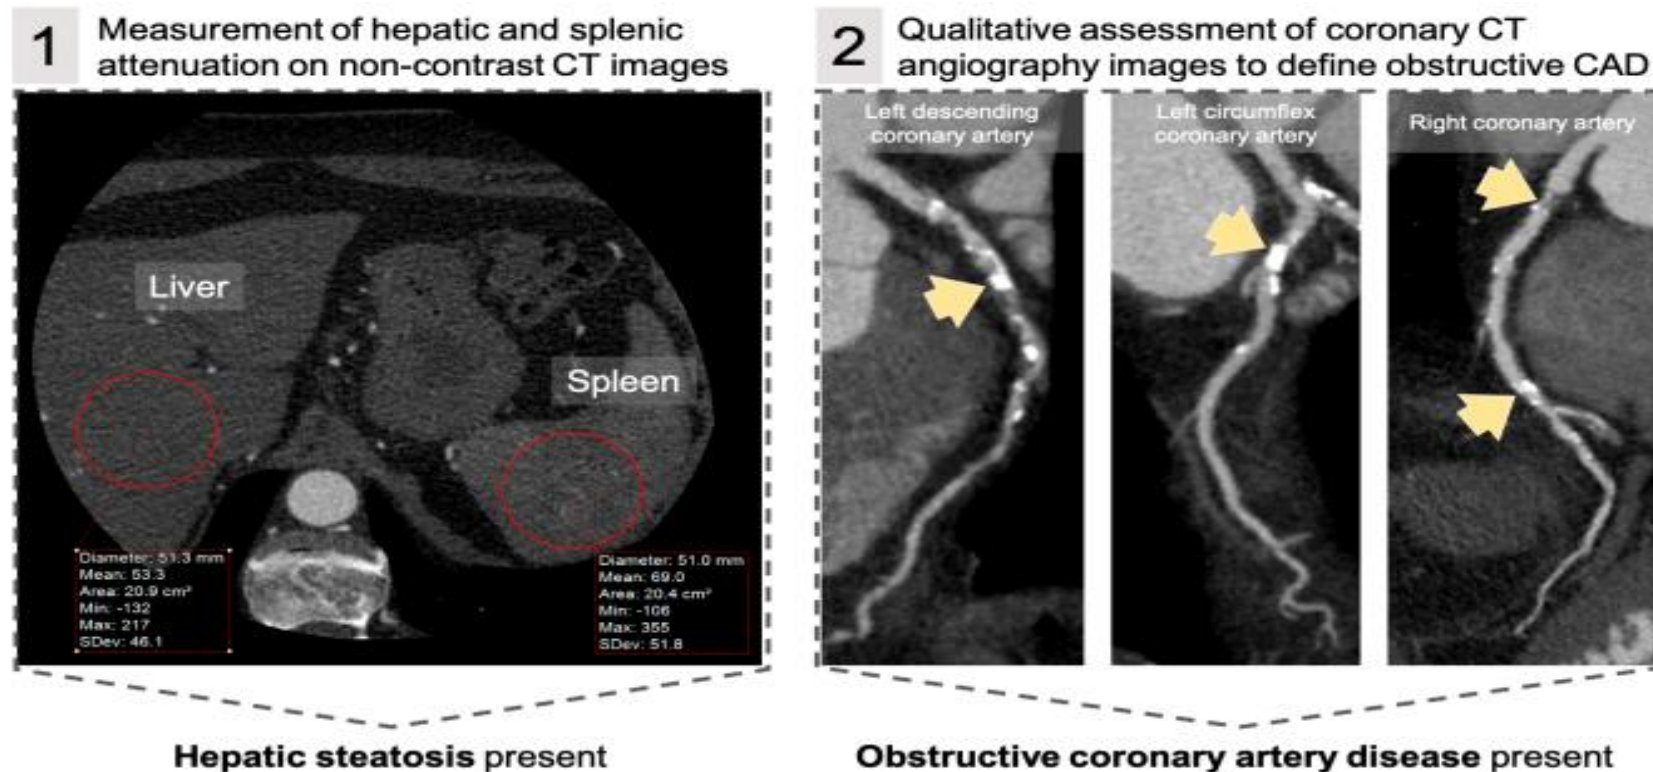 1
Measurement of hepatic and splenic
attenuation on non-contrast CT images
Liver
Spleen
Diameter: 51.3 mm
Mean: 53.3
Area: 20.9 cm²
Min: -132
Max: 217
SDev: 46.1
Diameter: 51.0 mm
Mean: 69.0
Area: 20.4 cm²
Min: -106
Max: 355
SDev: 51.8
Hepatic steatosis present
2
Qualitative assessment of coronary CT
angiography images to define obstructive CAD
Left descending
coronary artery
Left circumflex
coronary artery
Right coronary artery
Obstructive coronary artery disease present